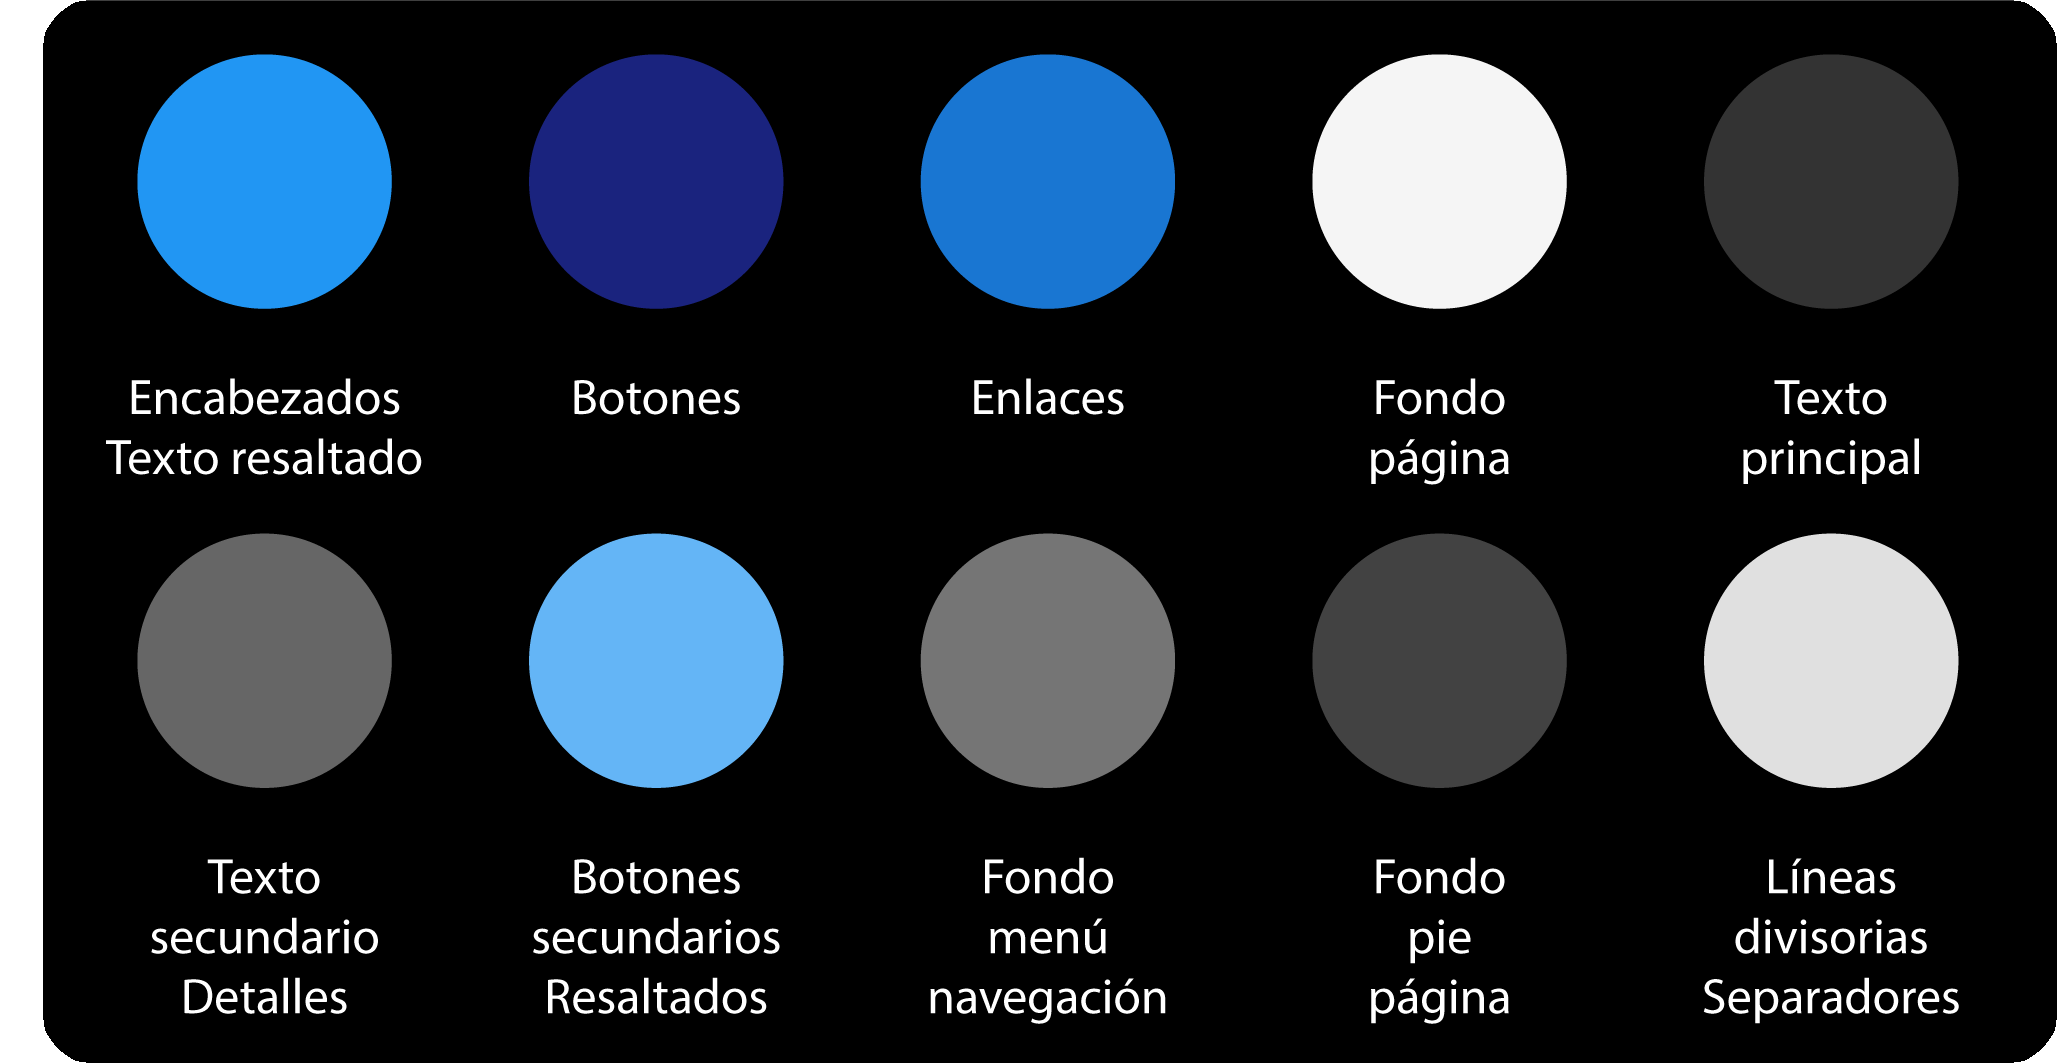 Encabezados
Texto resaltado
Botones
Enlaces
Fondo
página
Texto
principal
Texto
secundario
Detalles
Botones
secundarios
Resaltados
Fondo
menú
navegación
Fondo
pie
página
Líneas
divisorias
Separadores